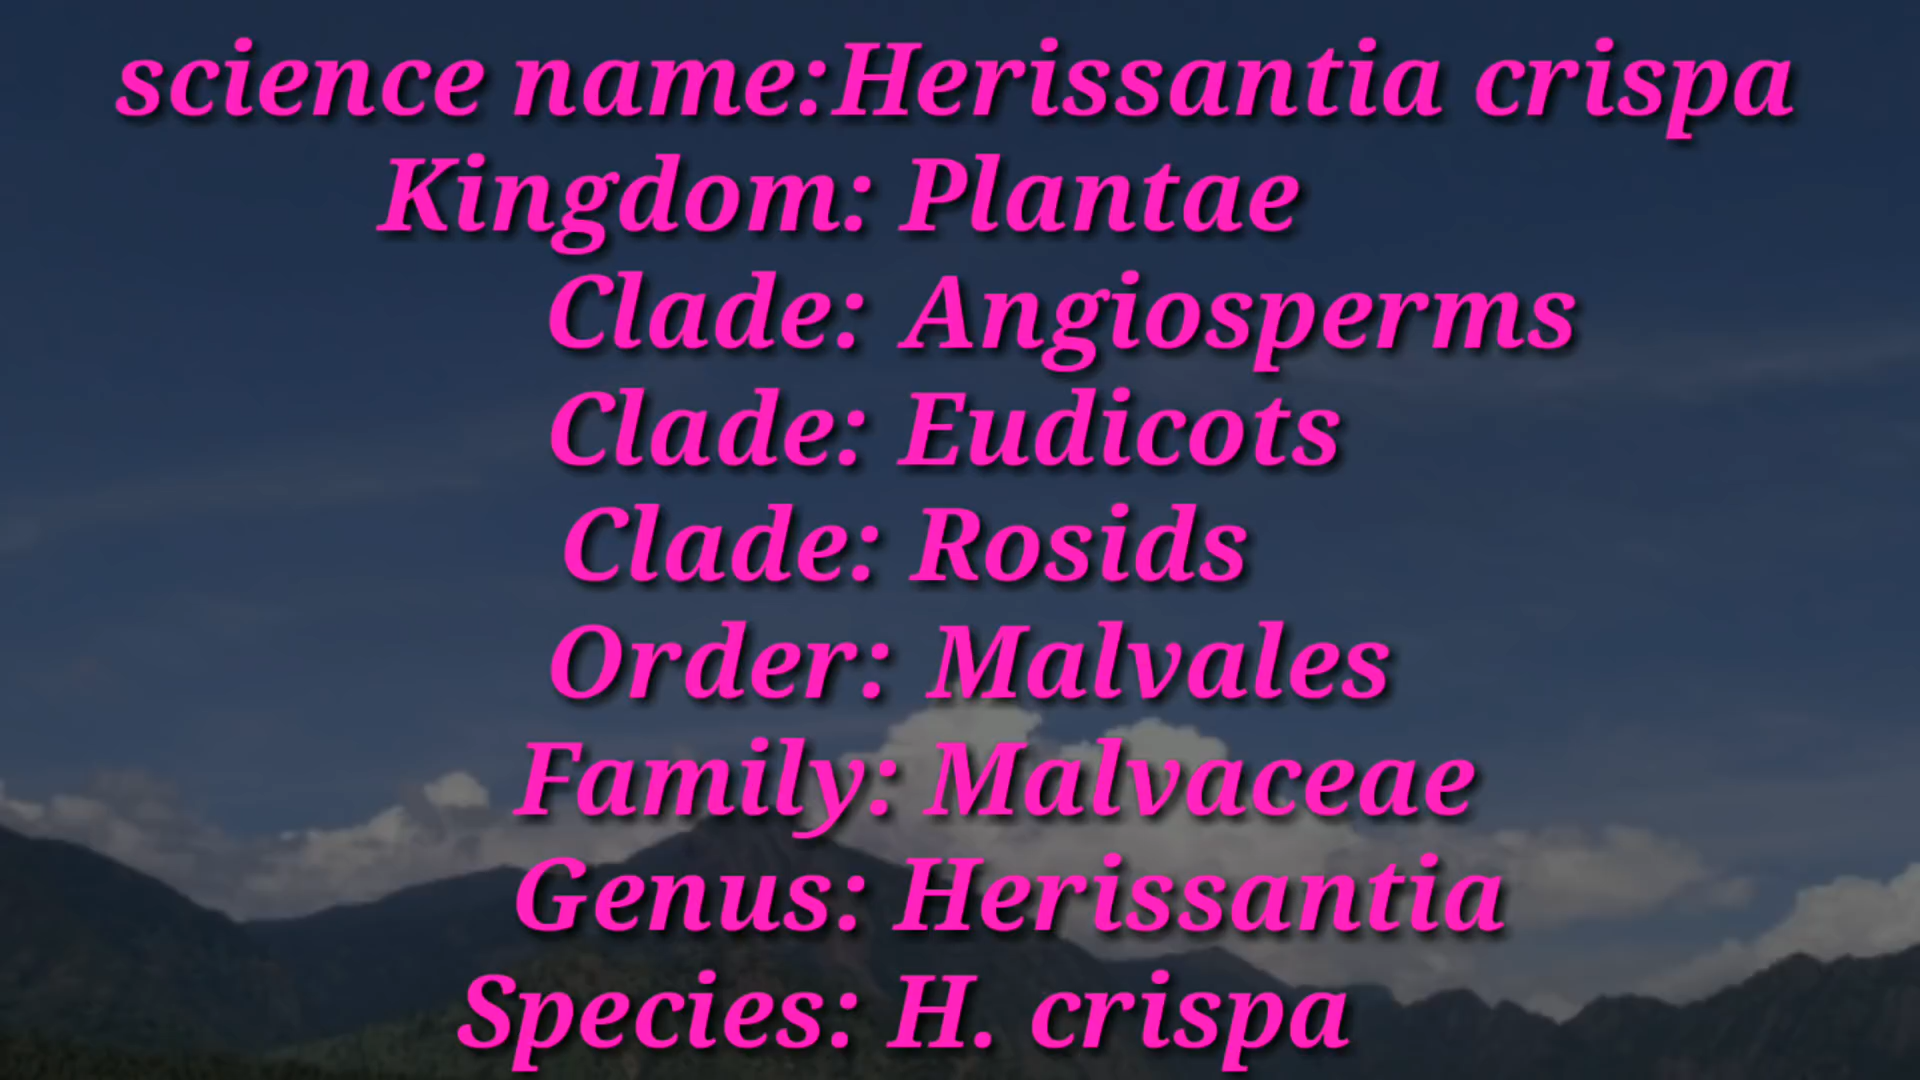 science name:Herissantia crispa
Kingdom: Plantae
Clade: Angiosperms
Clade: Eudicots
Clade: Rosids
Order: Malvales
Family: Malvaceae
Genus: Herissantia
Species: H. crispa